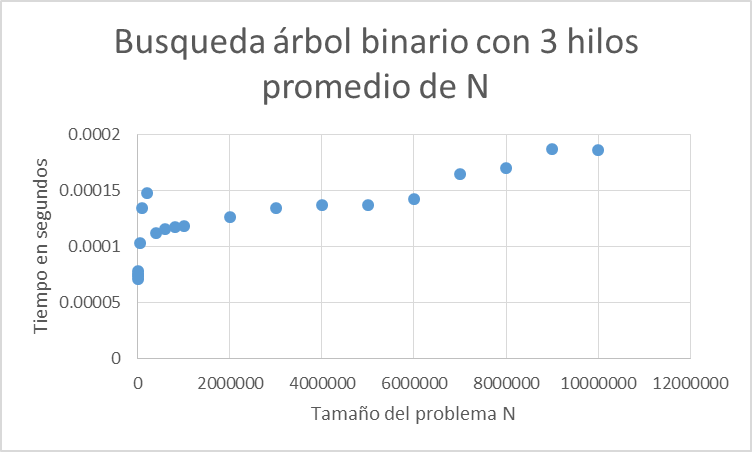 Busqueda árbol binario con 3 hilos
promedio de N
0.0002
0.00015
0.0001
0.00005
0
Tiempo en segundos
0 2000000 4000000 6000000 8000000 10000000 12000000
Tamaño del problema N